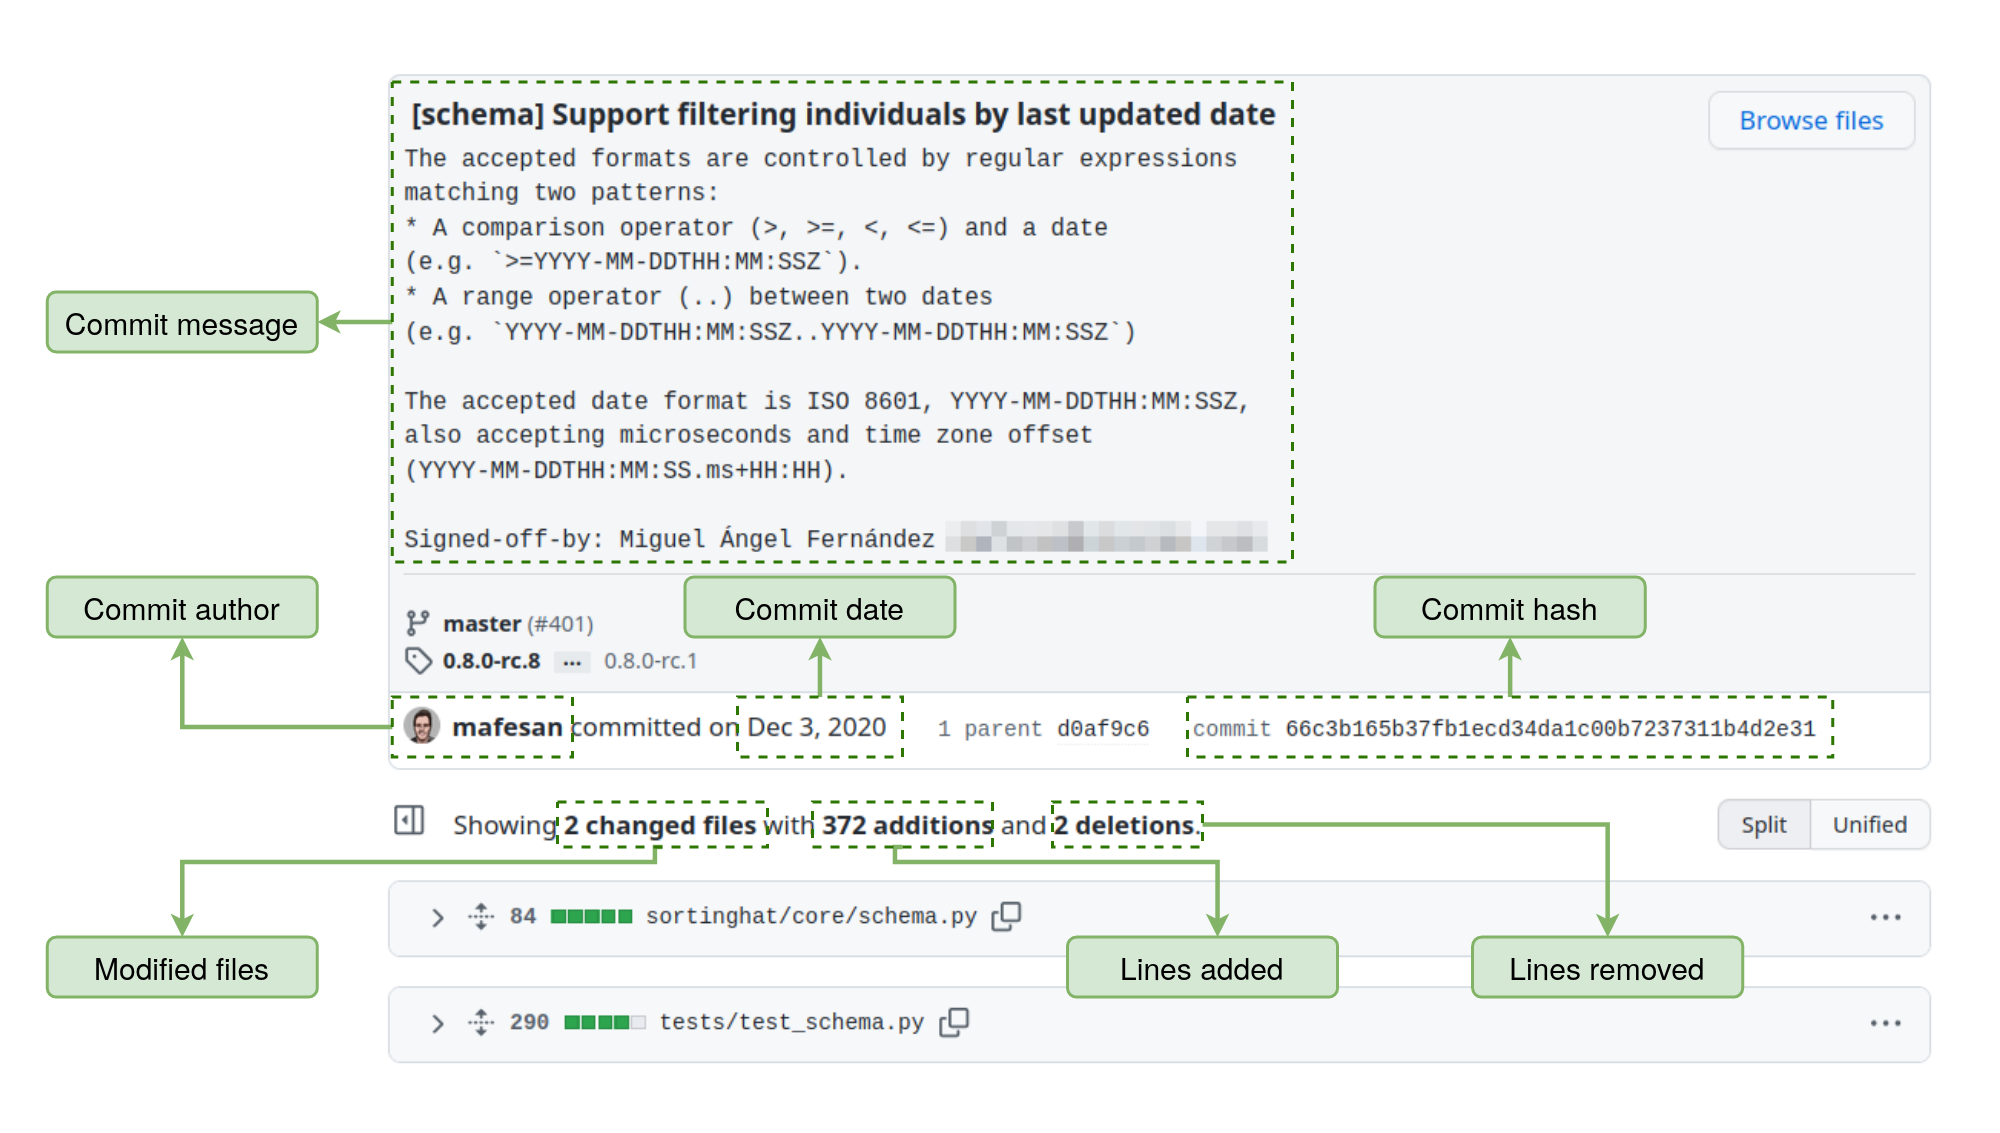 [schema] Support filtering individuals by last updated date
Browse files
The accepted formats are controlled by regular expressions
matching two patterns:
* A comparison operator (>, >=, <, <=) and a date
(e.g. `>=YYYY-MM-DDTHH:MM:SSZ`).
* A range operator (..) between two dates
(e.g. `YYYY-MM-DDTHH:MM:SSZ..YYYY-MM-DDTHH:MM:SSZ`)
Commit message
The accepted date format is ISO 8601, YYYY-MM-DDTHH:MM:SSZ,
also accepting microseconds and time zone offset
(YYYY-MM-DDTHH:MM:SS.ms+HH:HH).
Signed-off-by: Miguel Ángel Fernández
Commit author
Commit date
Commit hash
master (#401)
0.8.0-rc.8 ... 0.8.0-rc.1
mafesan committed on Dec 3, 2020 1 parent d0af9c6 commit 66c3b165b37fb1ecd34da1c00b7237311b4d2e31
Showing 2 changed files with 372 additions and 2 deletions.
Split Unified
84 sortinghat/core/schema.py
Modified files
Lines added
Lines removed
290 tests/test_schema.py